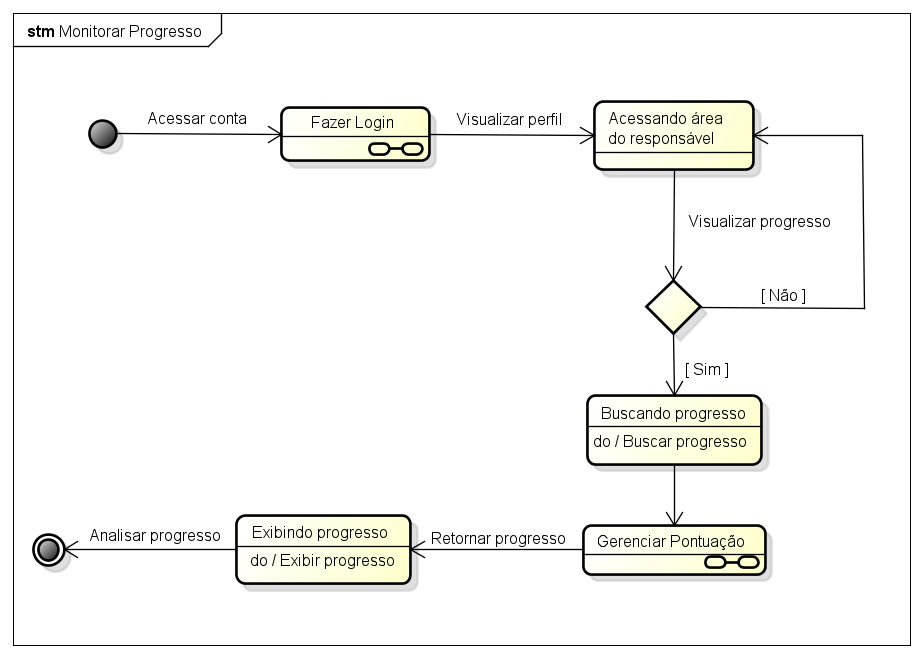 stm Monitorar Progresso
Acessar conta
Fazer Login
Visualizar perfil
Acessando área
do responsável
Visualizar progresso
[ Não ]
[ Sim ]
Buscando progresso
do / Buscar progresso
Gerenciar Pontuação
Retornar progresso
Exibindo progresso
do / Exibir progresso
Analisar progresso